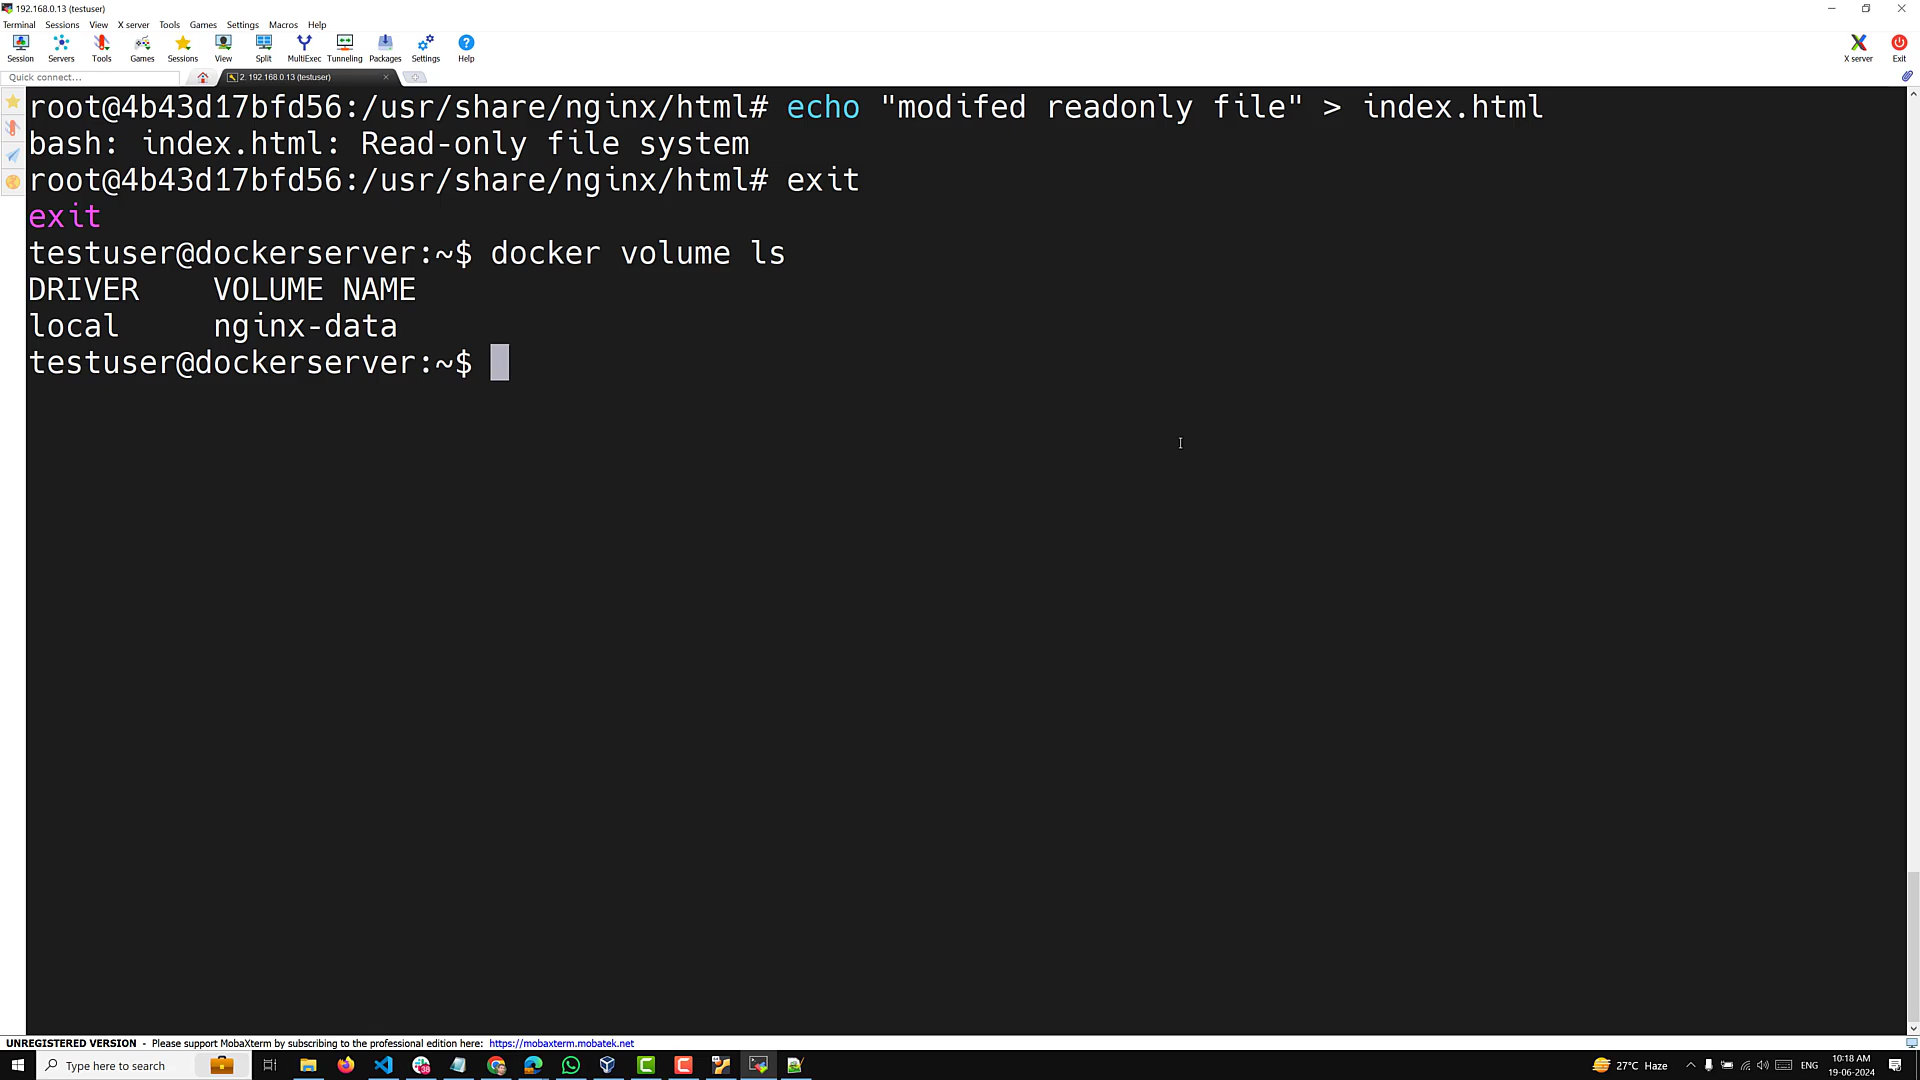 192.168.0.13 (testuser)
Terminal Sessions View X server Tools Games Settings Macros Help
Session Servers Tools Games Sessions View Split MultiExec Tunneling Packages Settings Help X server Exit
Quick connect... 2. 192.168.0.13 (testuser)
root@4b43d17bfd56:/usr/share/nginx/html# echo "modifed readonly file" > index.html
bash: index.html: Read-only file system
root@4b43d17bfd56:/usr/share/nginx/html# exit
exit
testuser@dockerserver:~$ docker volume ls
DRIVER    VOLUME NAME
local     nginx-data
testuser@dockerserver:~$
UNREGISTERED VERSION - Please support MobaXterm by subscribing to the professional edition here: https://mobaxterm.mobatek.net
Type here to search 27°C Haze ENG 10:18 AM
19-06-2024